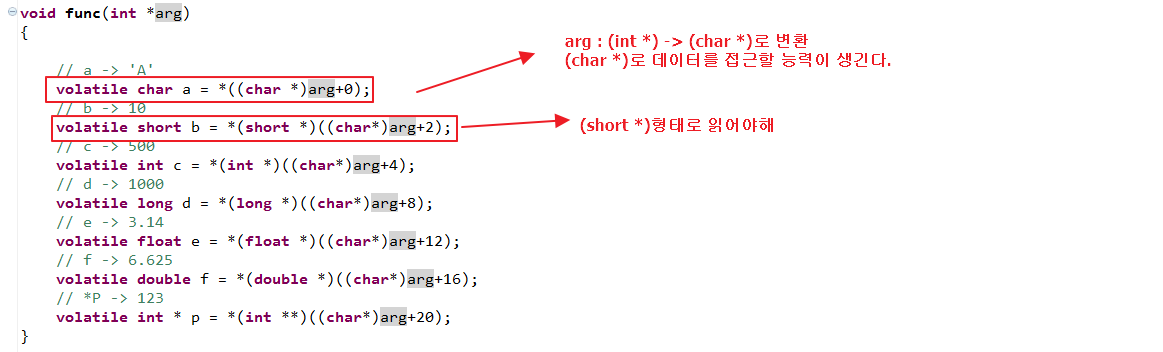 void func(int *arg)
{
// a -> 'A'
volatile char a = *((char *)arg+0);
// b -> 10
volatile short b = *(short *)((char*)arg+2);
// c -> 500
volatile int c = *(int *)((char*)arg+4);
// d -> 1000
volatile long d = *(long *)((char*)arg+8);
// e -> 3.14
volatile float e = *(float *)((char*)arg+12);
// f -> 6.625
volatile double f = *(double *)((char*)arg+16);
// *P -> 123
volatile int * p = *(int **)((char*)arg+20);
}
arg : (int *) -> (char *)로 변환
(char *)로 데이터를 접근할 능력이 생긴다.
(short *)형태로 읽어야해